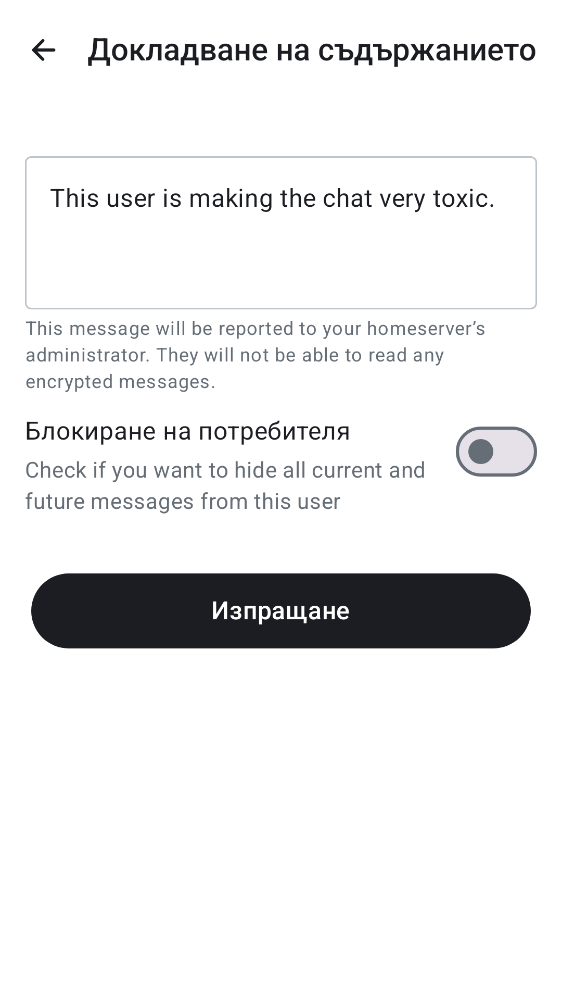 Докладване на съдържанието
This user is making the chat very toxic.
This message will be reported to your homeserver’s
administrator. They will not be able to read any
encrypted messages.
Блокиране на потребителя
Check if you want to hide all current and
future messages from this user
Изпращане